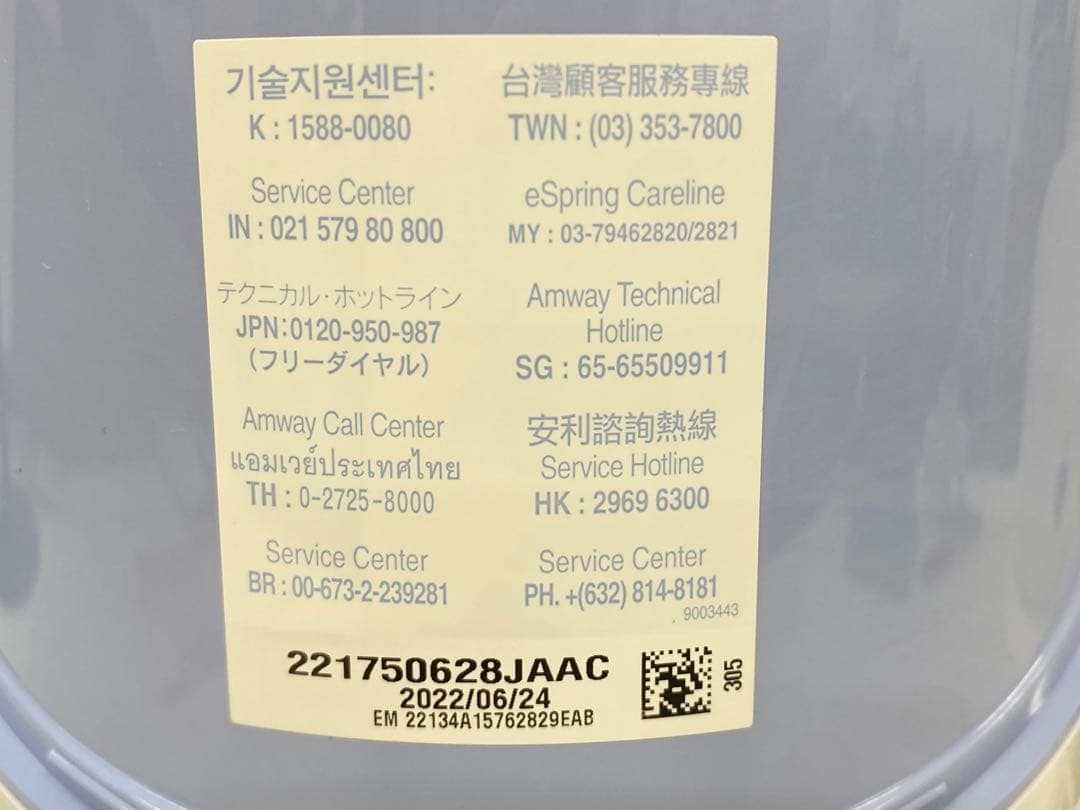 기술지원센터:
K : 1588-0080
台灣顧客服務專線
TWN : (03) 353-7800
Service Center
IN : 021 579 80 800
eSpring Careline
MY : 03-79462820/2821
テクニカル・ホットライン
JPN:0120-950-987
(フリーダイヤル)
Amway Technical
Hotline
SG : 65-65509911
Amway Call Center
แอมเวย์ประเทศไทย
TH : 0-2725-8000
安利諮詢熱線
Service Hotline
HK : 2969 6300
Service Center
BR : 00-673-2-239281
Service Center
PH. +(632) 814-8181
9003443
221750628JAAC
2022/06/24
EM 22134A15762829EAB
305